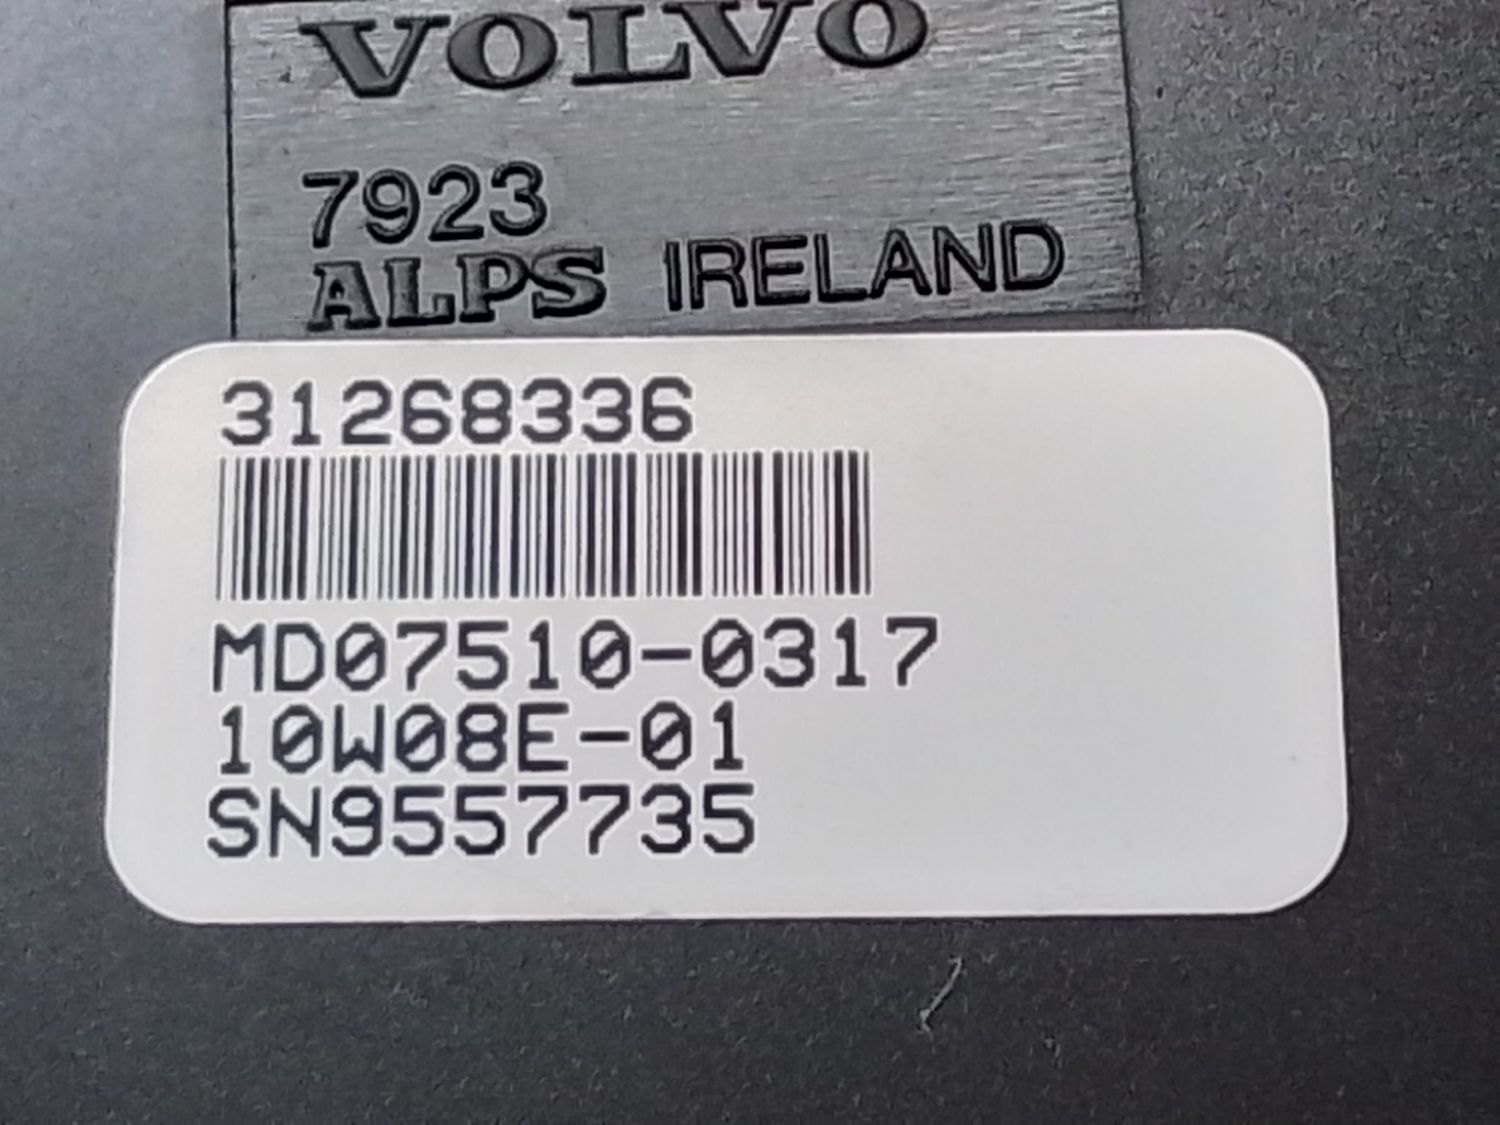 VOLVO
7923
ALPS IRELAND
31268336
MD07510-0317
10W08E-01
SN9557735